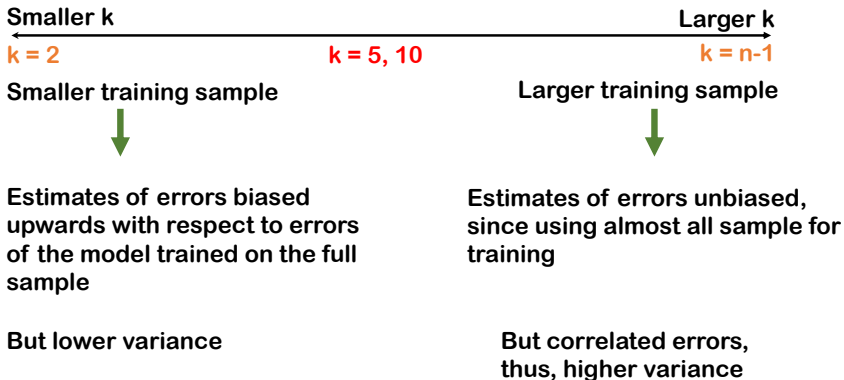 Smaller k
Larger k
k = 2
k = 5, 10
k = n-1
Smaller training sample
Larger training sample
Estimates of errors biased
upwards with respect to errors
of the model trained on the full
sample
Estimates of errors unbiased,
since using almost all sample for
training
But lower variance
But correlated errors,
thus, higher variance